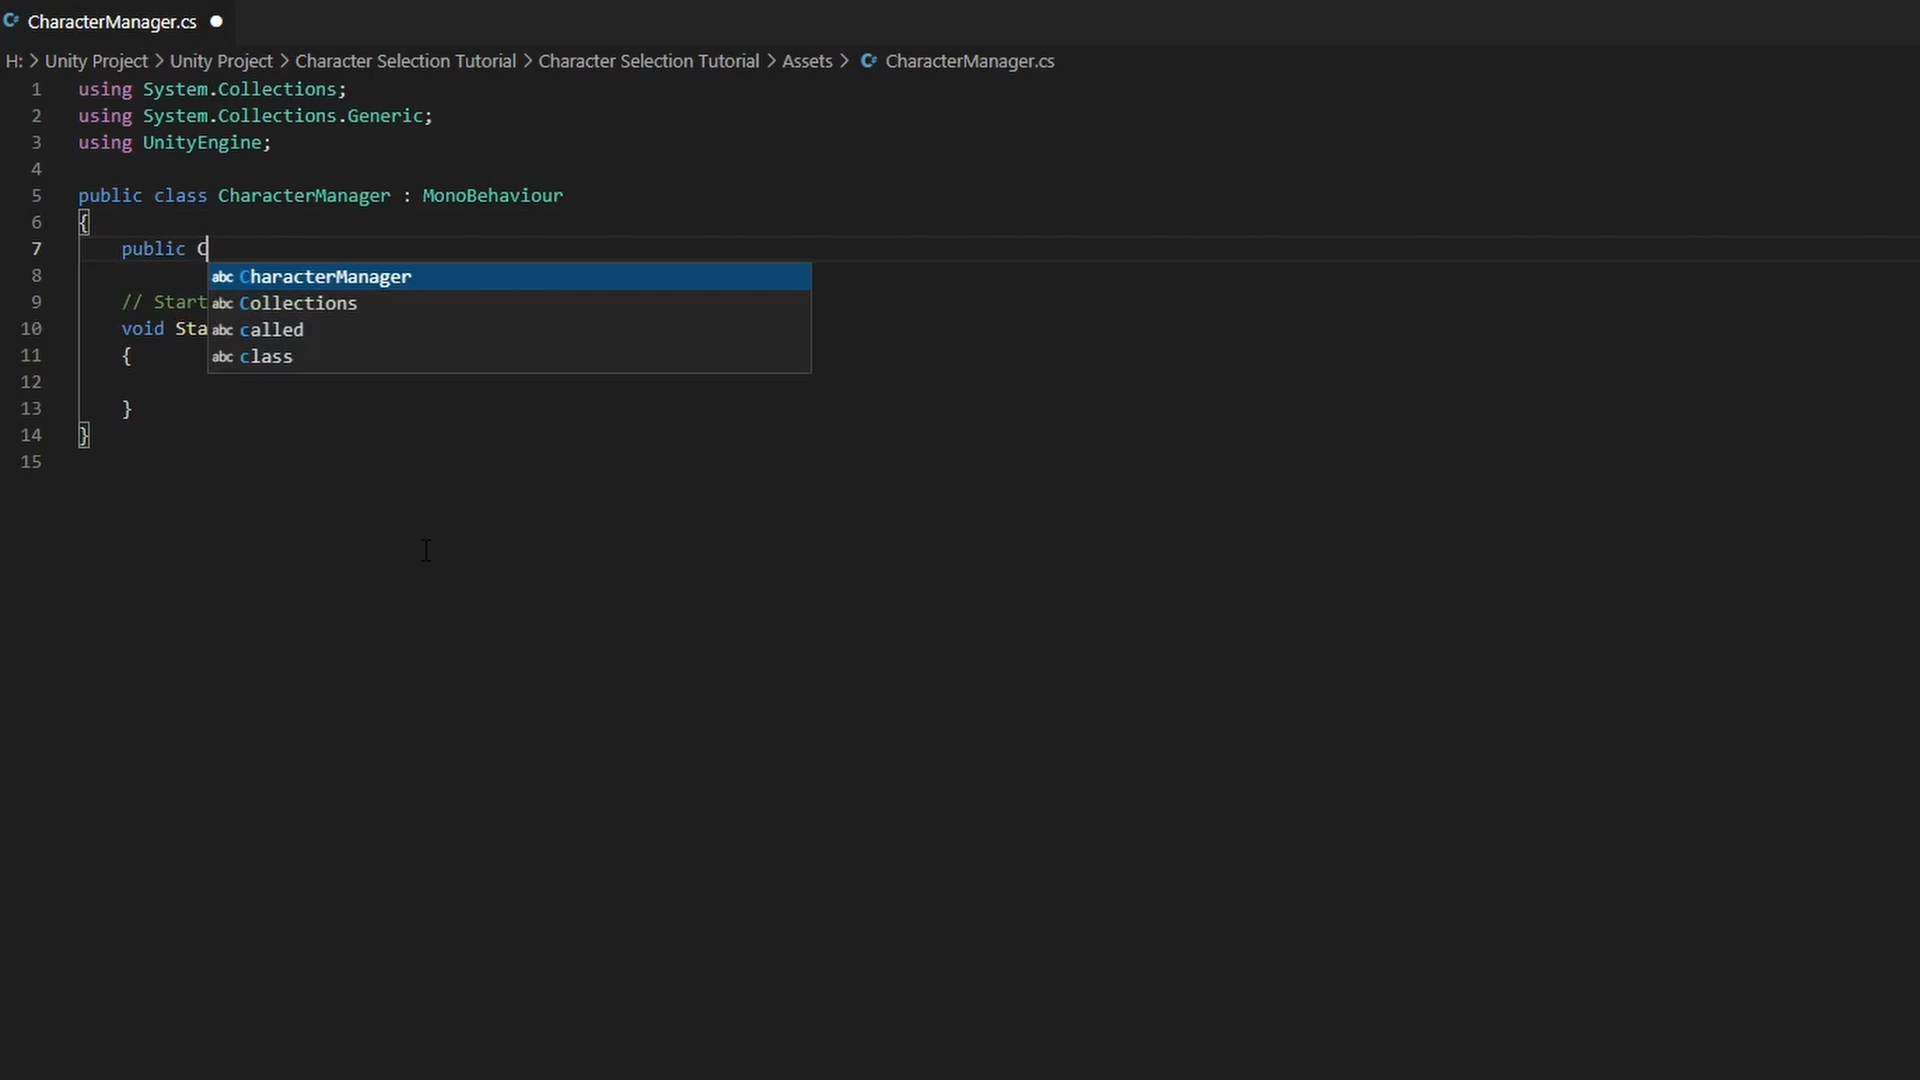 CharacterManager.cs
H: > Unity Project > Unity Project > Character Selection Tutorial > Character Selection Tutorial > Assets > CharacterManager.cs
1 using System.Collections;
2 using System.Collections.Generic;
3 using UnityEngine;
4
5 public class CharacterManager : MonoBehaviour
6 {
7 public C
8 abc CharacterManager
9 // Start abc Collections
10 void Sta abc called
11 { abc class
12
13 }
14 }
15